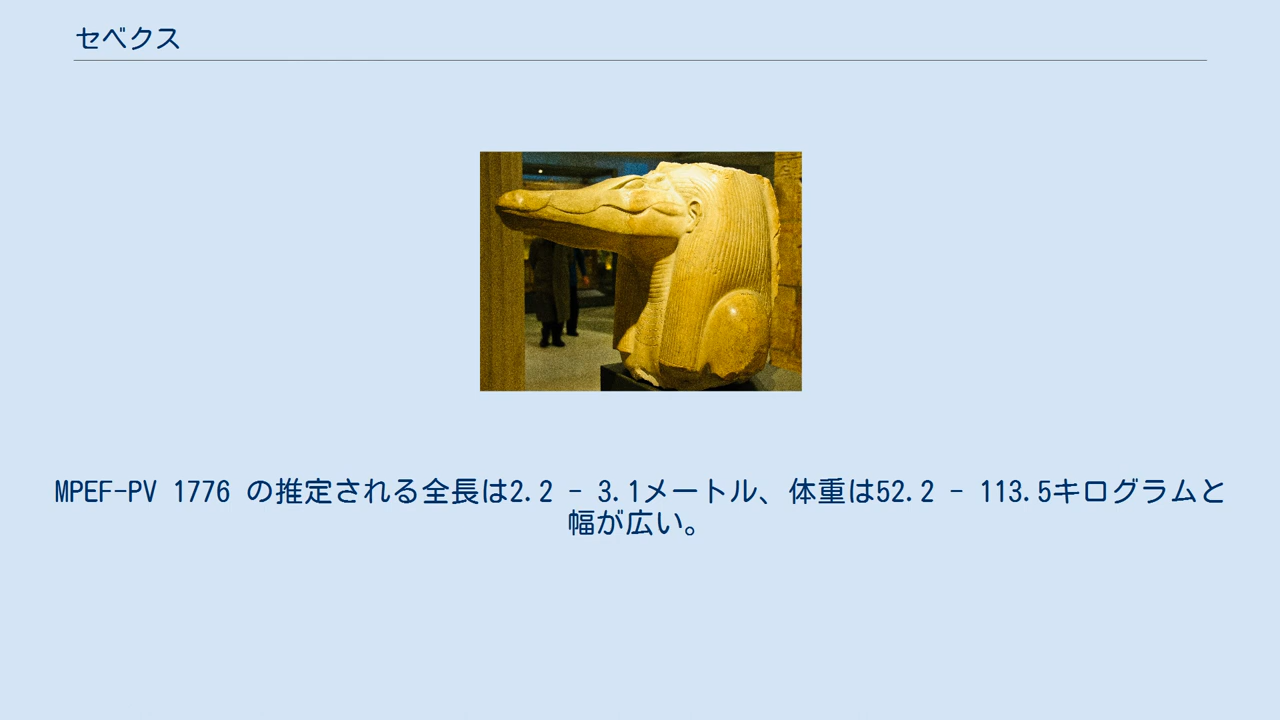 セベクス
MPEF-PV 1776 の推定される全長は2.2 - 3.1メートル、体重は52.2 - 113.5キログラムと
幅が広い。